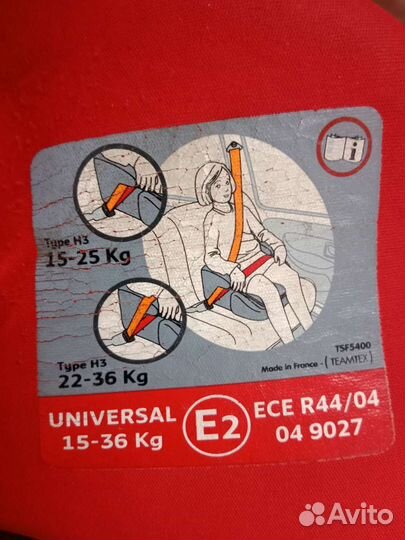 Type H3
15-25 Kg
Type H3
22-36 Kg
TSF5400
Made in France - (TEAMTEX)
UNIVERSAL
15-36 Kg
E2
ECE R44/04
04 9027
i
Avito